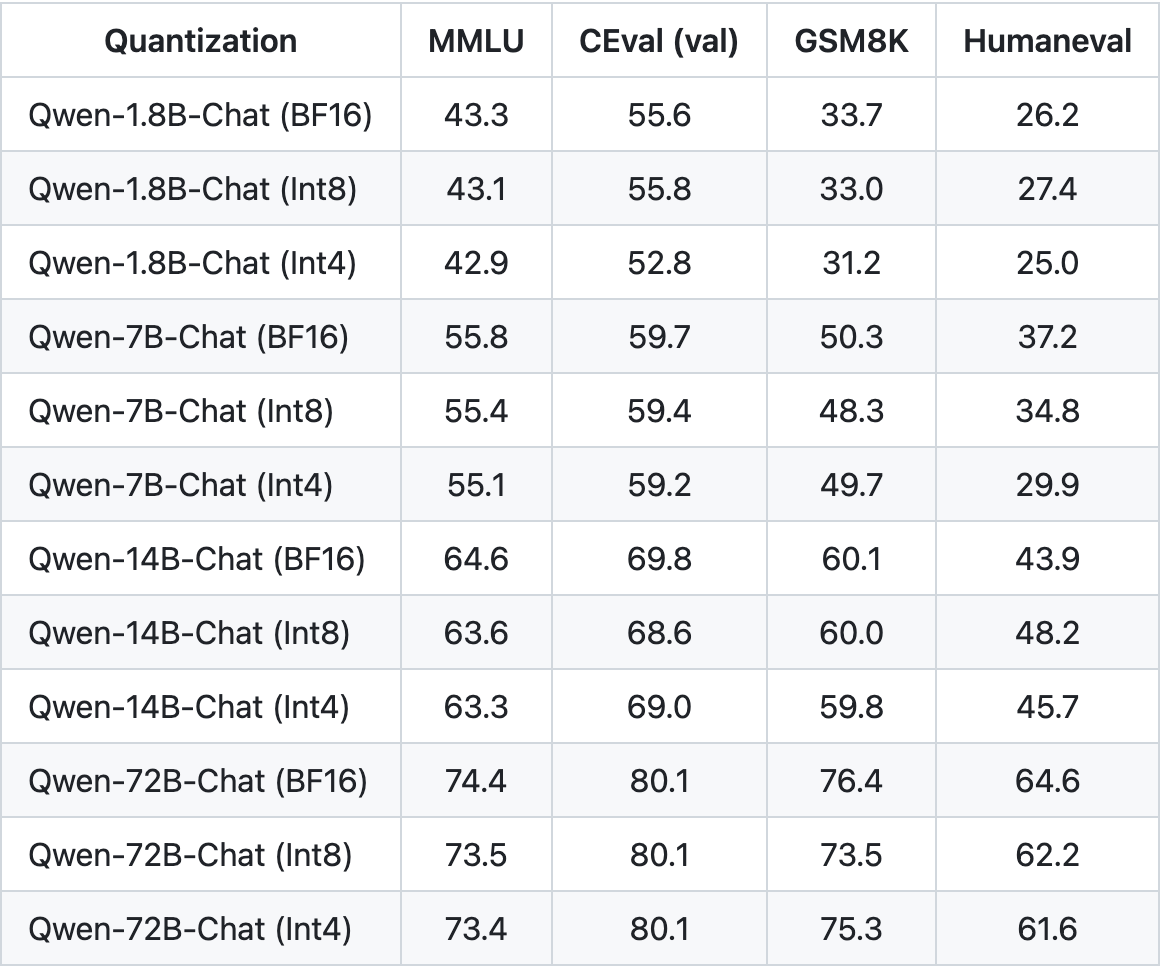 Quantization MMLU CEval (val) GSM8K Humaneval
Qwen-1.8B-Chat (BF16) 43.3 55.6 33.7 26.2
Qwen-1.8B-Chat (Int8) 43.1 55.8 33.0 27.4
Qwen-1.8B-Chat (Int4) 42.9 52.8 31.2 25.0
Qwen-7B-Chat (BF16) 55.8 59.7 50.3 37.2
Qwen-7B-Chat (Int8) 55.4 59.4 48.3 34.8
Qwen-7B-Chat (Int4) 55.1 59.2 49.7 29.9
Qwen-14B-Chat (BF16) 64.6 69.8 60.1 43.9
Qwen-14B-Chat (Int8) 63.6 68.6 60.0 48.2
Qwen-14B-Chat (Int4) 63.3 69.0 59.8 45.7
Qwen-72B-Chat (BF16) 74.4 80.1 76.4 64.6
Qwen-72B-Chat (Int8) 73.5 80.1 73.5 62.2
Qwen-72B-Chat (Int4) 73.4 80.1 75.3 61.6